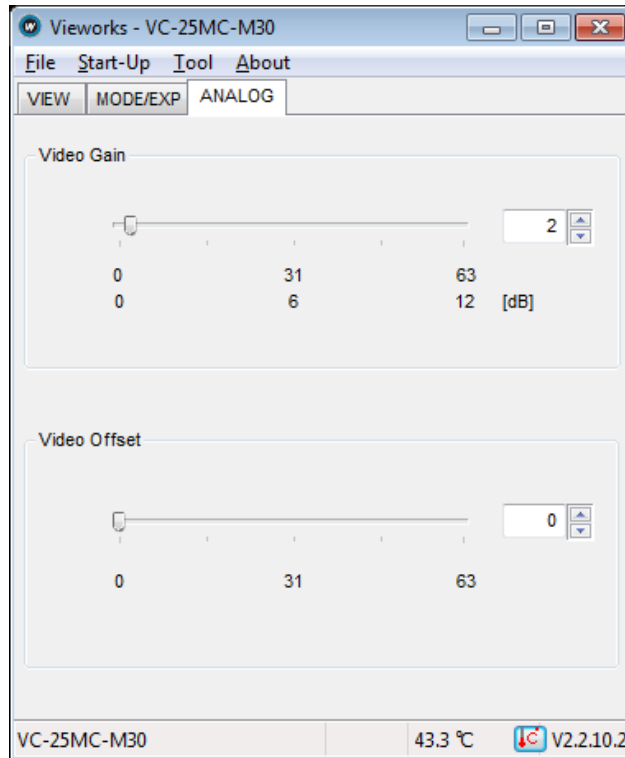 Vieworks - VC-25MC-M30
File Start-Up Tool About
VIEW MODE/EXP ANALOG
Video Gain
2
0 31 63
0 6 12 [dB]
Video Offset
0
0 31 63
VC-25MC-M30 43.3 ℃ C V2.2.10.2